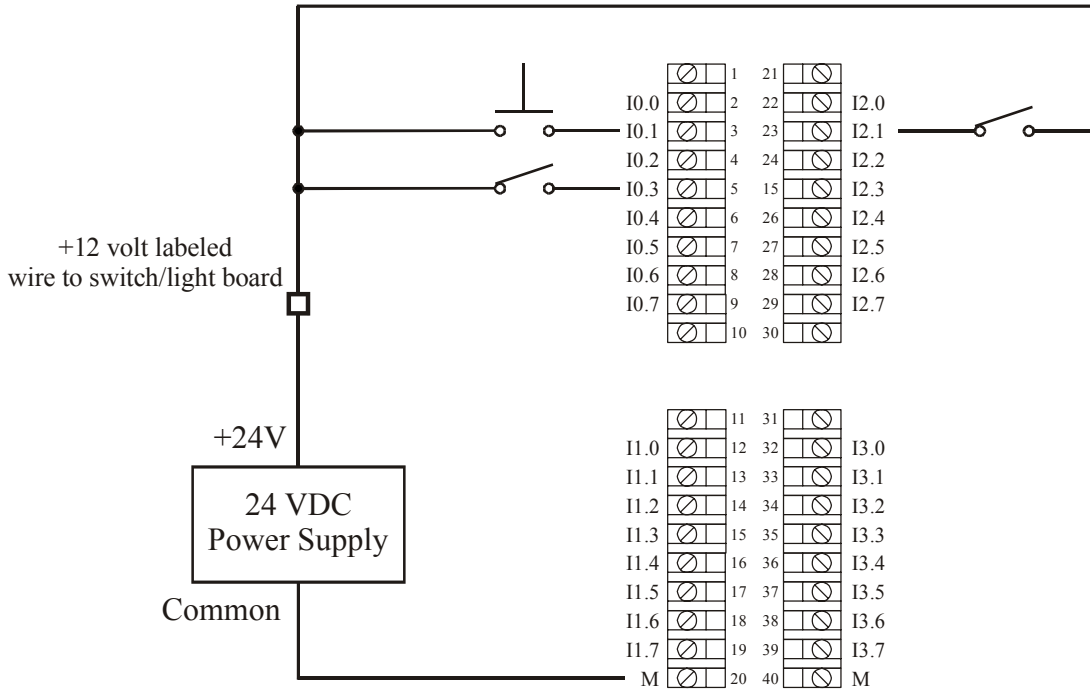 1 21
I0.0 2 22 I2.0
I0.1 3 23 I2.1
I0.2 4 24 I2.2
I0.3 5 15 I2.3
I0.4 6 26 I2.4
I0.5 7 27 I2.5
I0.6 8 28 I2.6
I0.7 9 29 I2.7
10 30
+12 volt labeled
wire to switch/light board
+24V
24 VDC
Power Supply
Common
11 31
I1.0 12 32 I3.0
I1.1 13 33 I3.1
I1.2 14 34 I3.2
I1.3 15 35 I3.3
I1.4 16 36 I3.4
I1.5 17 37 I3.5
I1.6 18 38 I3.6
I1.7 19 39 I3.7
M 20 40 M